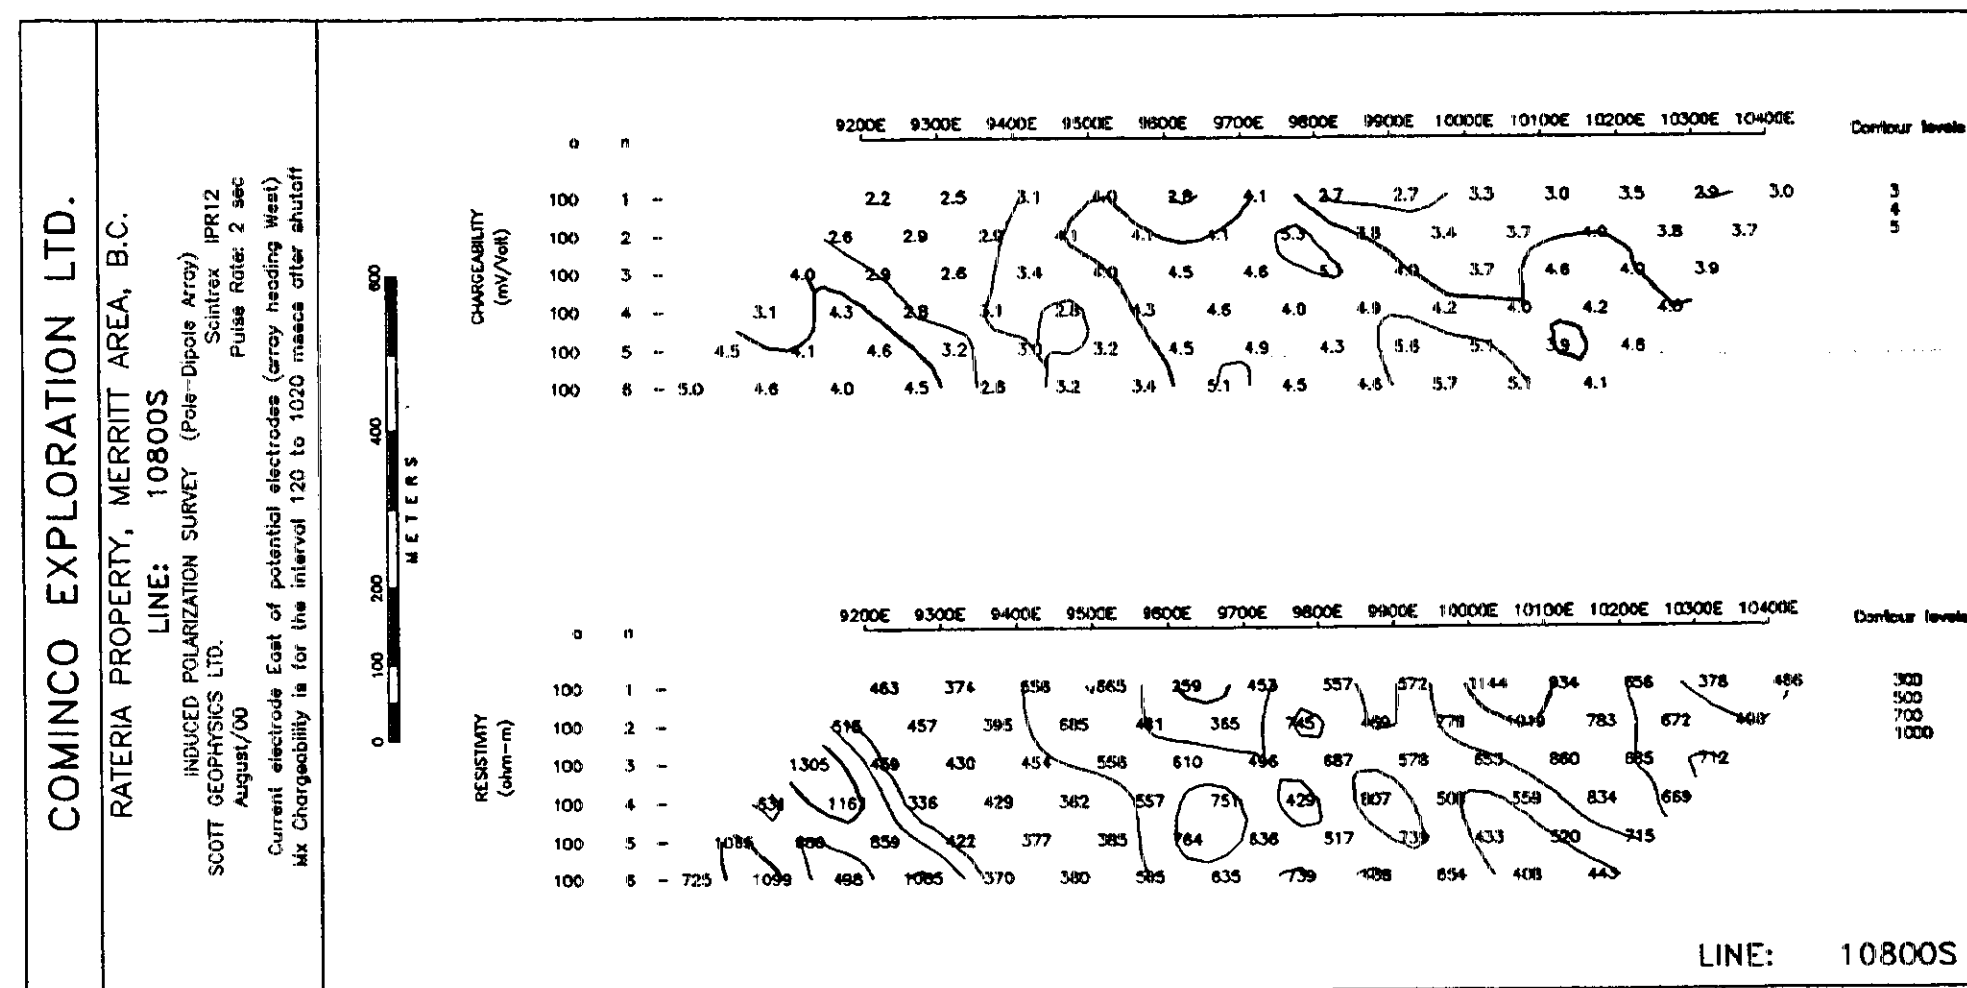 COMINCO EXPLORATION LTD.
RATERIA PROPERTY, MERRITT AREA, B.C.
LINE: 10800S
INDUCED POLARIZATION SURVEY (Pole-Dipole Array)
SCOTT GEOPHYSICS LTD. Scintrex IPR12
August/00 Pulse Rate: 2 sec
Current electrode East of potential electrodes (array heading West)
Mx Chargeability is for the interval 120 to 1020 msecs after shutoff
0 100 200 400 600
METERS
9200E 9300E 9400E 9500E 9600E 9700E 9800E 9900E 10000E 10100E 10200E 10300E 10400E Contour levels
a n
CHARGEABILITY
(mV/Volt)
100 1 -- 2.2 2.5 3.1 4.0 2.8 4.1 2.7 2.7 3.3 3.0 3.5 2.9 3.0 3
4
100 2 -- 2.6 2.9 2.9 4.1 4.1 4.1 5.3 3.8 3.4 3.7 4.0 3.8 3.7 5
100 3 -- 4.0 2.9 2.6 3.4 4.0 4.5 4.6 4.0 3.7 4.6 4.0 3.9
100 4 -- 3.1 4.3 2.8 3.1 2.8 4.3 4.6 4.0 4.9 4.2 4.0 4.2 4.0
100 5 -- 4.5 4.1 4.6 3.2 3.0 3.2 4.5 4.9 4.3 5.6 5.1 3.9 4.6
100 6 -- 5.0 4.6 4.0 4.5 2.8 3.2 3.4 5.1 4.5 4.6 5.7 5.1 4.1
9200E 9300E 9400E 9500E 9600E 9700E 9800E 9900E 10000E 10100E 10200E 10300E 10400E Contour levels
a n
RESISTIVITY
(ohm-m)
100 1 - 463 374 556 665 259 453 557 572 1144 934 656 378 486 300
500
100 2 - 616 457 395 685 481 365 745 469 778 1019 783 672 408 700
1000
100 3 - 1305 469 430 454 556 610 496 687 578 653 860 685 712
100 4 - 631 1161 336 429 362 557 751 429 807 559 834 669
100 5 - 1085 859 422 377 385 764 636 517 739 433 520 715
100 6 - 725 1099 498 1065 370 380 585 635 739 654 408 443
LINE: 10800S